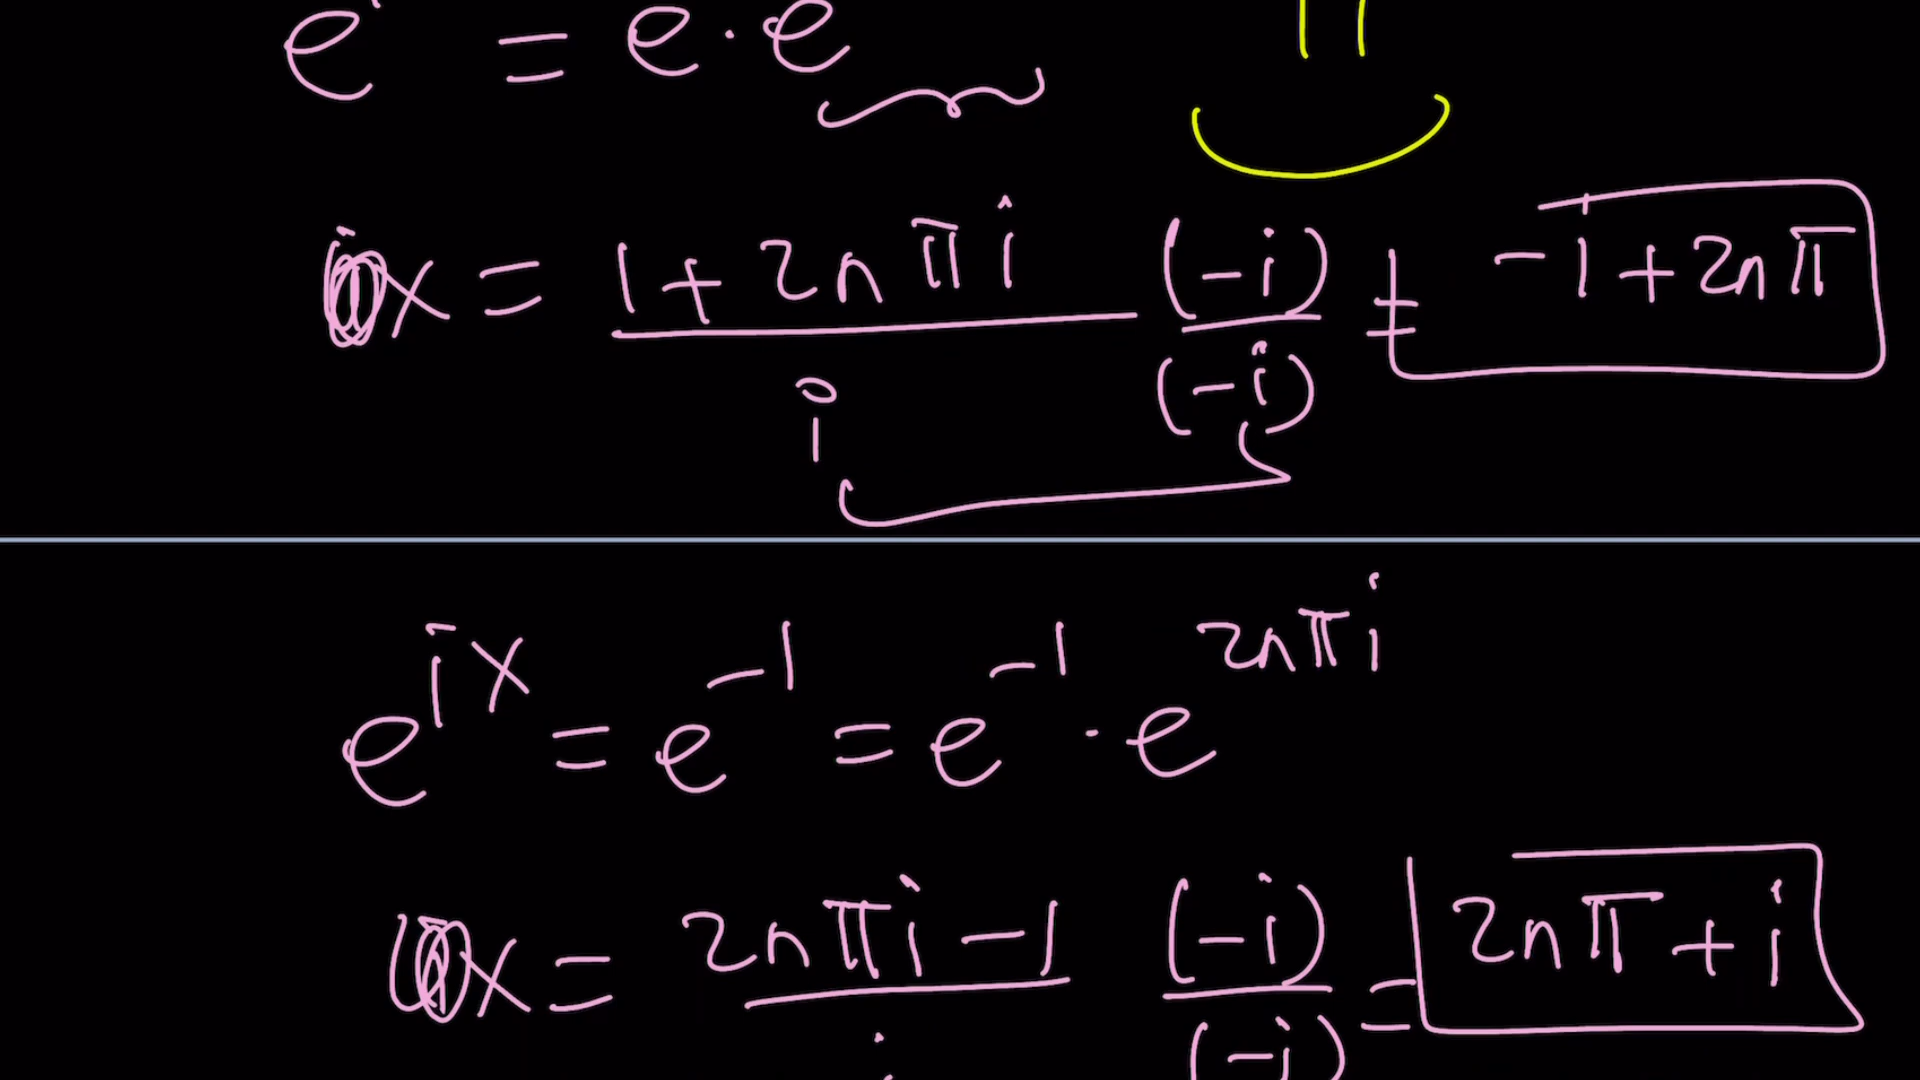 e = e · e
x = 1 + 2nπi / i (-i) / (-i) = -i + 2nπ
e^{ix} = e^{-1} = e^{-1} · e^{2nπi}
x = 2nπi - 1 / i (-i) / (-i) = 2nπ + i